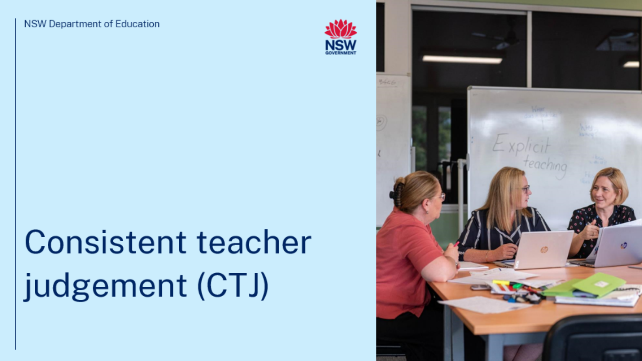 NSW Department of Education
NSW
GOVERNMENT
Consistent teacher
judgement (CTJ)
Explicit
teaching